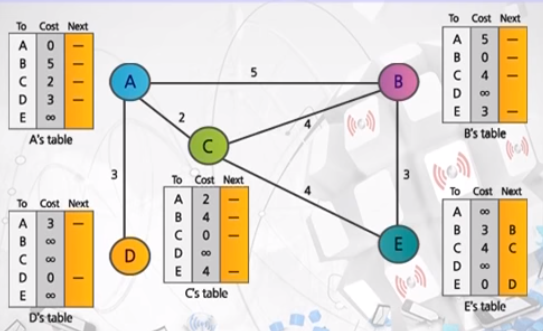 To Cost Next
A 0 —
B 5 —
C 2 —
D 3 —
E ∞
A's table
To Cost Next
A 5 —
B 0 —
C 4 —
D ∞
E 3 —
B's table
A
5
B
2
4
C
3
4
3
To Cost Next
A 2 —
B 4 —
C 0 —
D ∞
E 4 —
C's table
D
E
To Cost Next
A 3 —
B ∞
C ∞
D 0 —
E ∞
D's table
To Cost Next
A ∞
B 3 B
C 4 C
D ∞
E 0 D
E's table